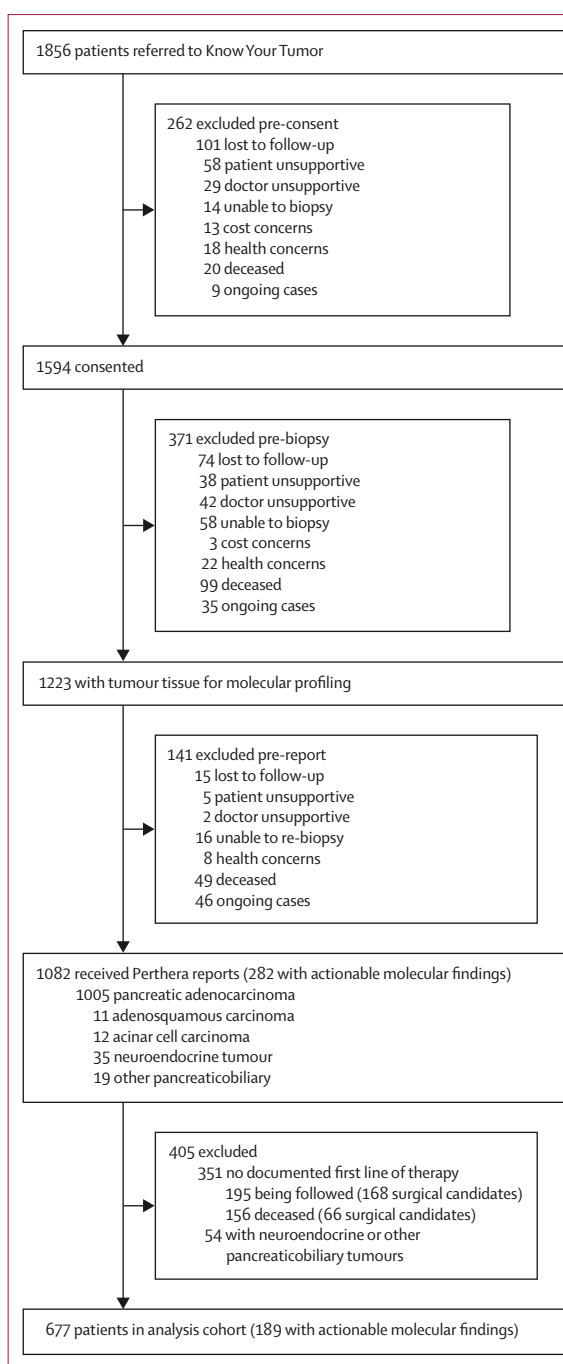 1856 patients referred to Know Your Tumor
262 excluded pre-consent
101 lost to follow-up
58 patient unsupportive
29 doctor unsupportive
14 unable to biopsy
13 cost concerns
18 health concerns
20 deceased
9 ongoing cases
1594 consented
371 excluded pre-biopsy
74 lost to follow-up
38 patient unsupportive
42 doctor unsupportive
58 unable to biopsy
3 cost concerns
22 health concerns
99 deceased
35 ongoing cases
1223 with tumour tissue for molecular profiling
141 excluded pre-report
15 lost to follow-up
5 patient unsupportive
2 doctor unsupportive
16 unable to re-biopsy
8 health concerns
49 deceased
46 ongoing cases
1082 received Perthera reports (282 with actionable molecular findings)
1005 pancreatic adenocarcinoma
11 adenosquamous carcinoma
12 acinar cell carcinoma
35 neuroendocrine tumour
19 other pancreaticobiliary
405 excluded
351 no documented first line of therapy
195 being followed (168 surgical candidates)
156 deceased (66 surgical candidates)
54 with neuroendocrine or other
pancreaticobiliary tumours
677 patients in analysis cohort (189 with actionable molecular findings)